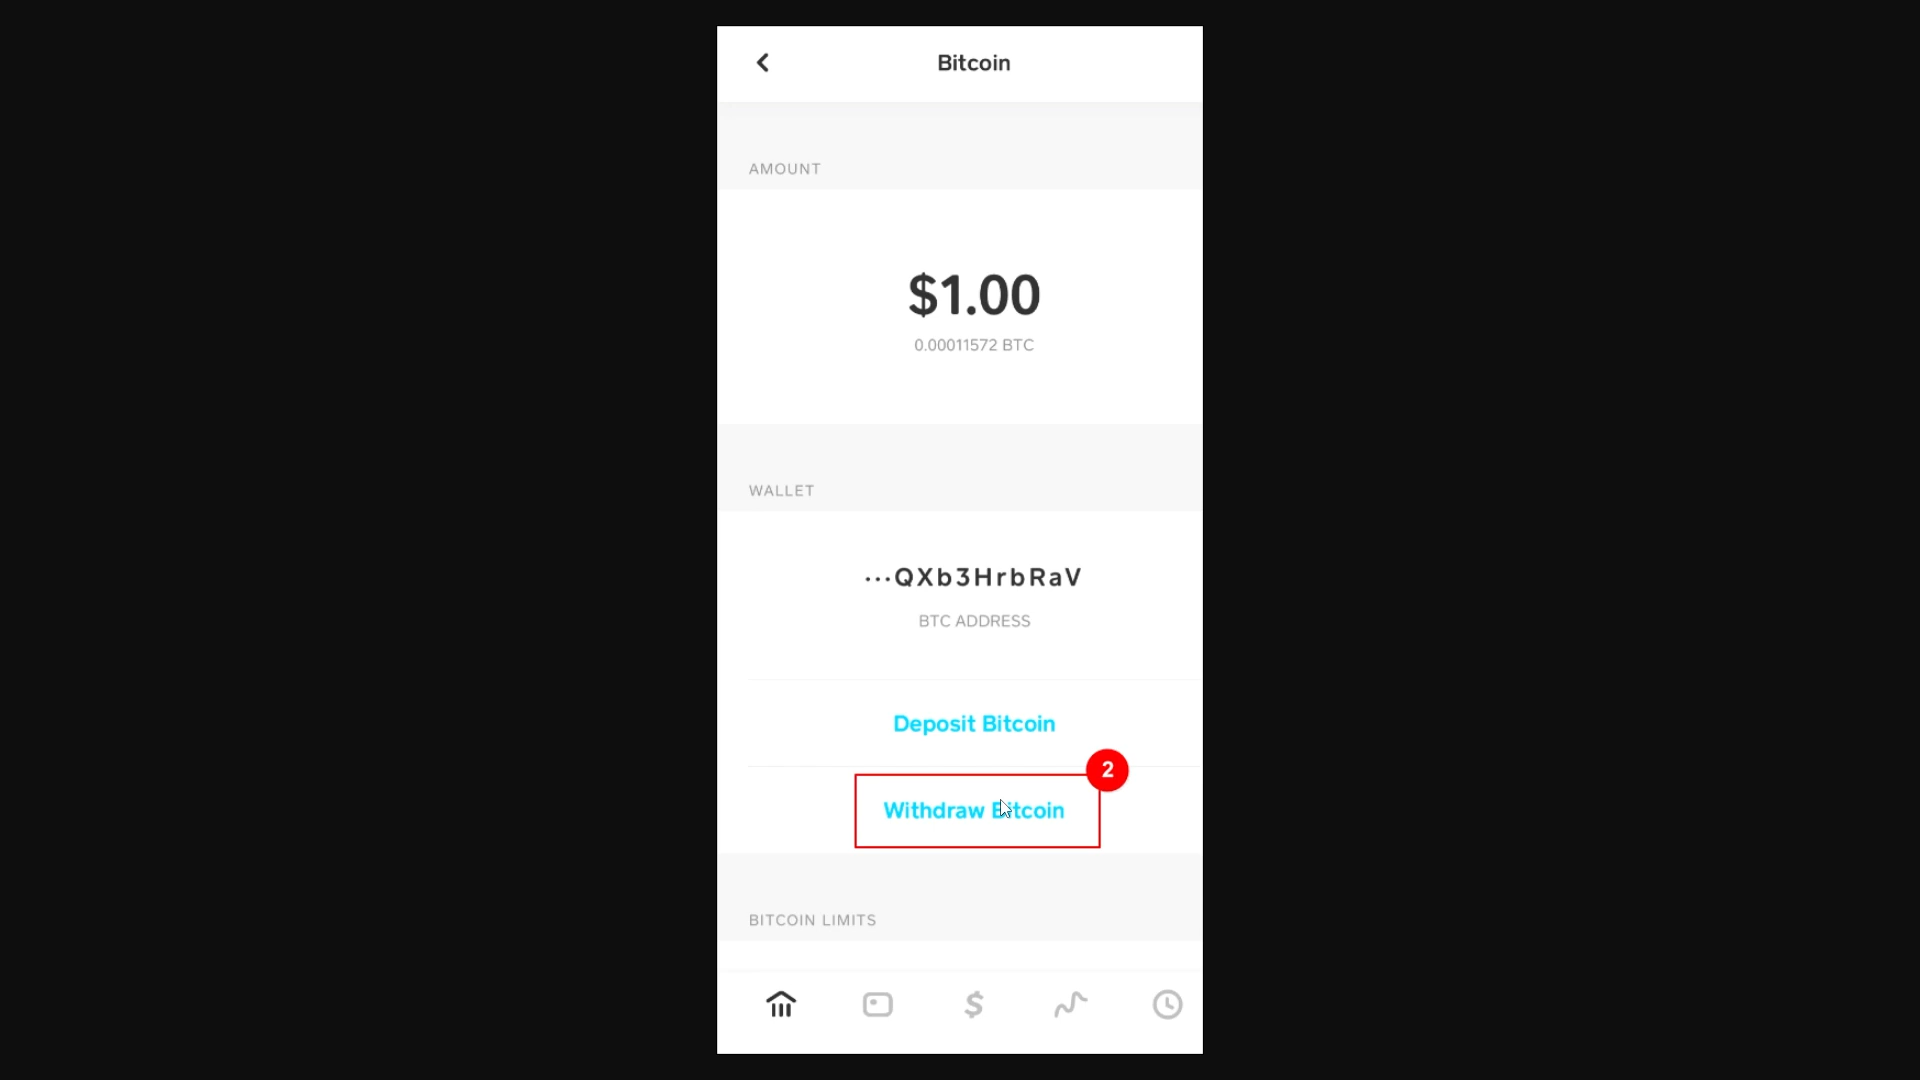 Bitcoin
AMOUNT
$1.00
0.00011572 BTC
WALLET
...QXb3HrbRaV
BTC ADDRESS
Deposit Bitcoin
2
Withdraw Bitcoin
BITCOIN LIMITS
$